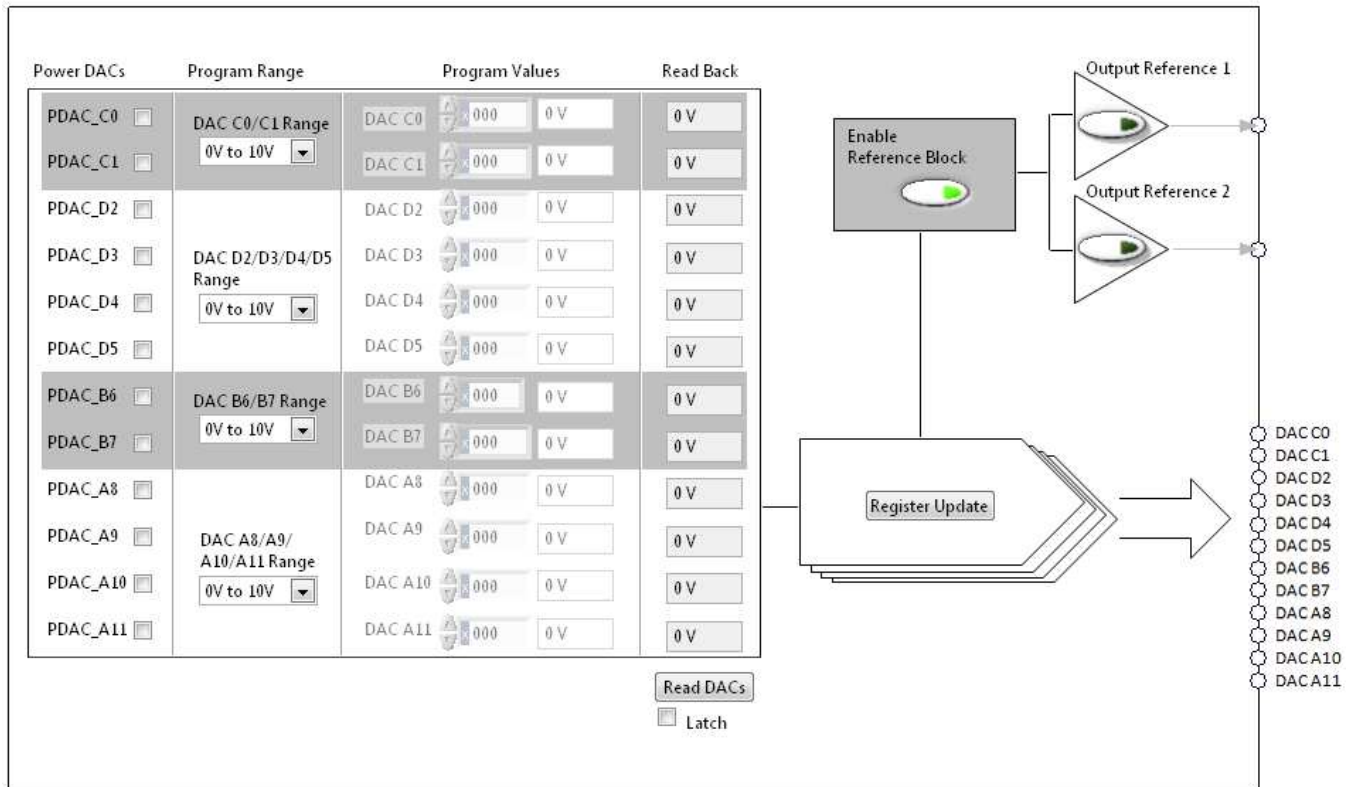 Power DACs Program Range Program Values Read Back
PDAC_C0 DAC C0/C1 Range DAC C0 x 000 0 V 0 V
0V to 10V
PDAC_C1 DAC C1 x 000 0 V 0 V
PDAC_D2 DAC D2 x 000 0 V 0 V
PDAC_D3 DAC D2/D3/D4/D5 DAC D3 x 000 0 V 0 V
Range
PDAC_D4 0V to 10V DAC D4 x 000 0 V 0 V
PDAC_D5 DAC D5 x 000 0 V 0 V
PDAC_B6 DAC B6/B7 Range DAC B6 x 000 0 V 0 V
0V to 10V
PDAC_B7 DAC B7 x 000 0 V 0 V
PDAC_A8 DAC A8 x 000 0 V 0 V
PDAC_A9 DAC A8/A9/ DAC A9 x 000 0 V 0 V
A10/A11 Range
PDAC_A10 0V to 10V DAC A10 x 000 0 V 0 V
PDAC_A11 DAC A11 x 000 0 V 0 V
Read DACs
Latch
Enable
Reference Block
Output Reference 1
Output Reference 2
Register Update
DAC C0
DAC C1
DAC D2
DAC D3
DAC D4
DAC D5
DAC B6
DAC B7
DAC A8
DAC A9
DAC A10
DAC A11